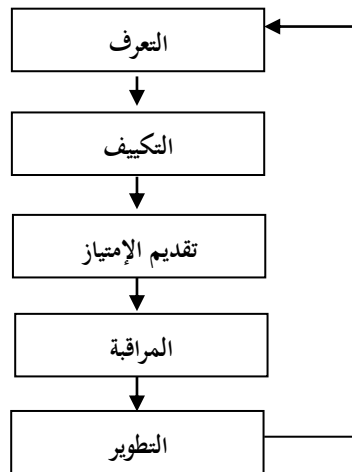 التعرف
التكييف
تقديم الإمتياز
المراقبة
التطوير